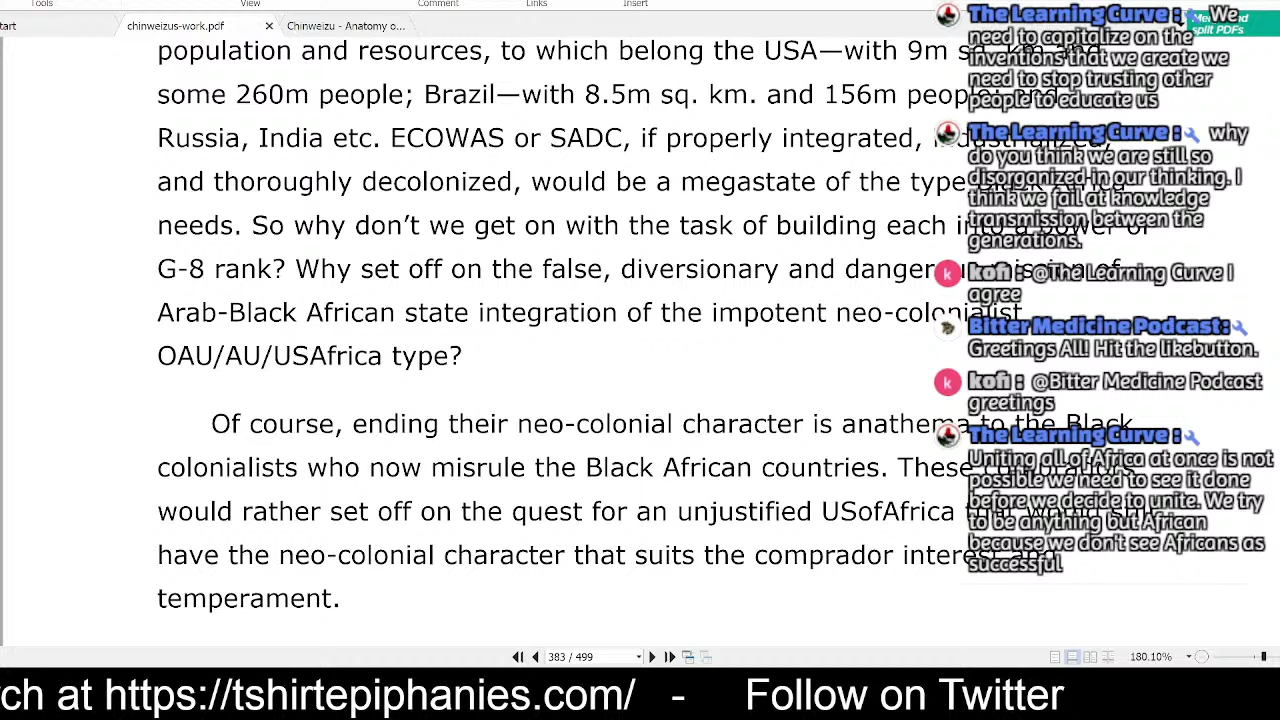 Tools View Comment Links Insert
tart chinweizus-work.pdf × Chinweizu - Anatomy o...
split PDFs
population and resources, to which belong the USA—with 9m sq. km and
some 260m people; Brazil—with 8.5m sq. km. and 156m people; and
Russia, India etc. ECOWAS or SADC, if properly integrated, industrialized,
and thoroughly decolonized, would be a megastate of the type Black Africa
needs. So why don’t we get on with the task of building each into a power of
G-8 rank? Why set off on the false, diversionary and dangerous mission of
Arab-Black African state integration of the impotent neo-colonialist
OAU/AU/USAfrica type?
Of course, ending their neo-colonial character is anathema to the Black
colonialists who now misrule the Black African countries. These
would rather set off on the quest for an unjustified USofAfrica
have the neo-colonial character that suits the comprador interest and
temperament.
The Learning Curve : We
need to capitalize on the
inventions that we create we
need to stop trusting other
people to educate us
The Learning Curve : why
do you think we are still so
disorganized in our thinking. I
think we fail at knowledge
transmission between the
generations.
k kofi : @The Learning Curve I
agree
Bitter Medicine Podcast:
Greetings All! Hit the likebutton.
k kofi : @Bitter Medicine Podcast
greetings
The Learning Curve :
Uniting all of Africa at once is not
possible we need to see it done
before we decide to unite. We try
to be anything but African
because we don't see Africans as
successful
383 / 499 180.10%
rch at https://tshirtepiphanies.com/ - Follow on Twitter